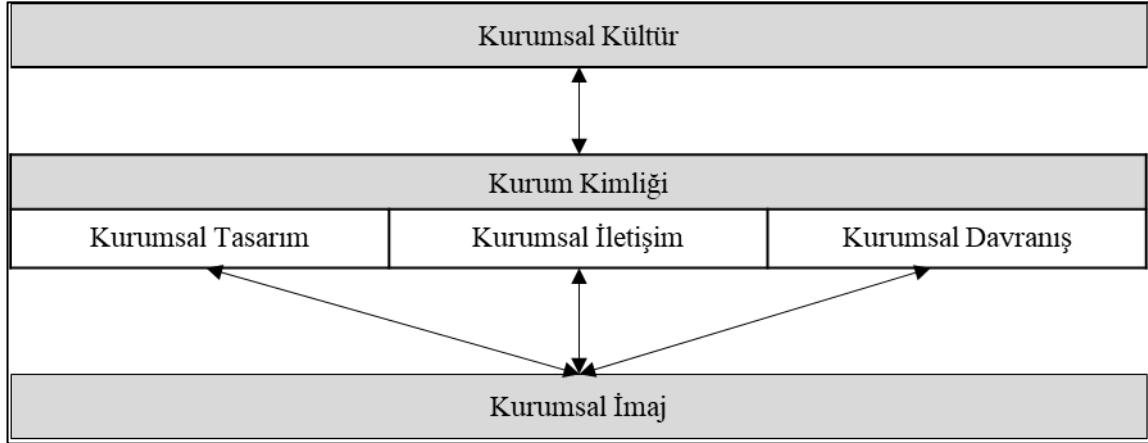 Kurumsal Kültür
Kurum Kimliği
Kurumsal Tasarım
Kurumsal İletişim
Kurumsal Davranış
Kurumsal İmaj